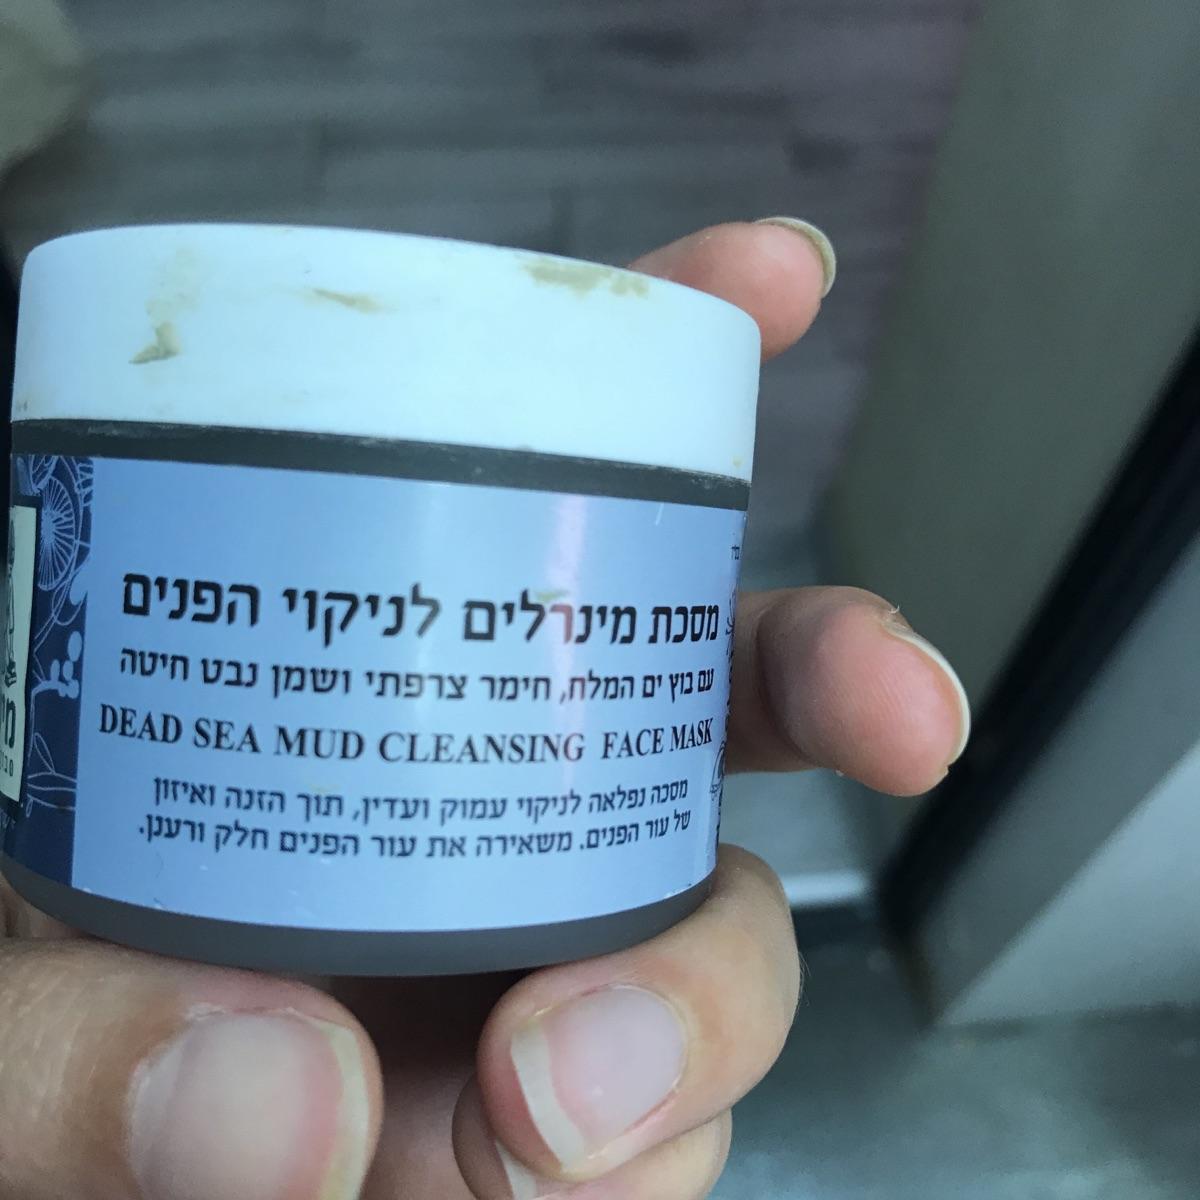 מסכת מינרלים לניקוי הפנים
עם בוץ ים המלח, חימר צרפתי ושמן נבט חיטה
DEAD SEA MUD CLEANSING FACE MASK
מסכה נפלאה לניקוי עמוק ועדין, תוך הזנה ואיזון
של עור הפנים. משאירה את עור הפנים חלק ורענן.